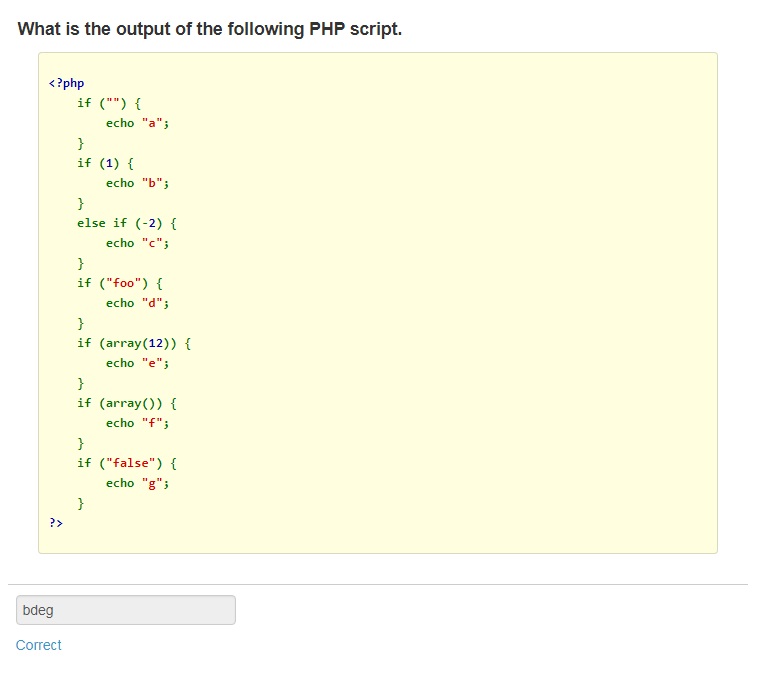 What is the output of the following PHP script.
<?php
    if ("") {
        echo "a";
    }
    if (1) {
        echo "b";
    }
    else if (-2) {
        echo "c";
    }
    if ("foo") {
        echo "d";
    }
    if (array(12)) {
        echo "e";
    }
    if (array()) {
        echo "f";
    }
    if ("false") {
        echo "g";
    }
?>
bdeg
Correct